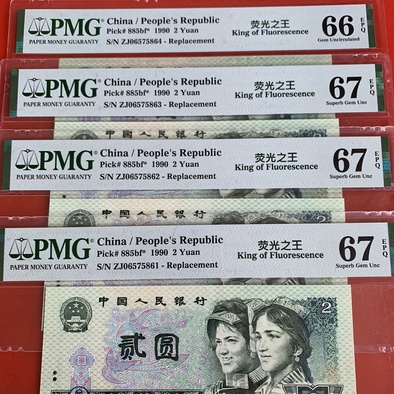 PMG
PAPER MONEY GUARANTY
China / People's Republic
Pick# 885bf* 1990 2 Yuan
S/N ZJ06575864 - Replacement
荧光之王
King of Fluorescence
66 EPQ
Gem Uncirculated
PMG
PAPER MONEY GUARANTY
China / People's Republic
Pick# 885bf* 1990 2 Yuan
S/N ZJ06575863 - Replacement
荧光之王
King of Fluorescence
67 EPQ
Superb Gem Unc
中国人民银行
PMG
PAPER MONEY GUARANTY
China / People's Republic
Pick# 885bf* 1990 2 Yuan
S/N ZJ06575862 - Replacement
荧光之王
King of Fluorescence
67 EPQ
Superb Gem Unc
中国人民银行
2
PMG
PAPER MONEY GUARANTY
China / People's Republic
Pick# 885bf* 1990 2 Yuan
S/N ZJ06575861 - Replacement
荧光之王
King of Fluorescence
67 EPQ
Superb Gem Unc
中国人民银行
2
贰圆